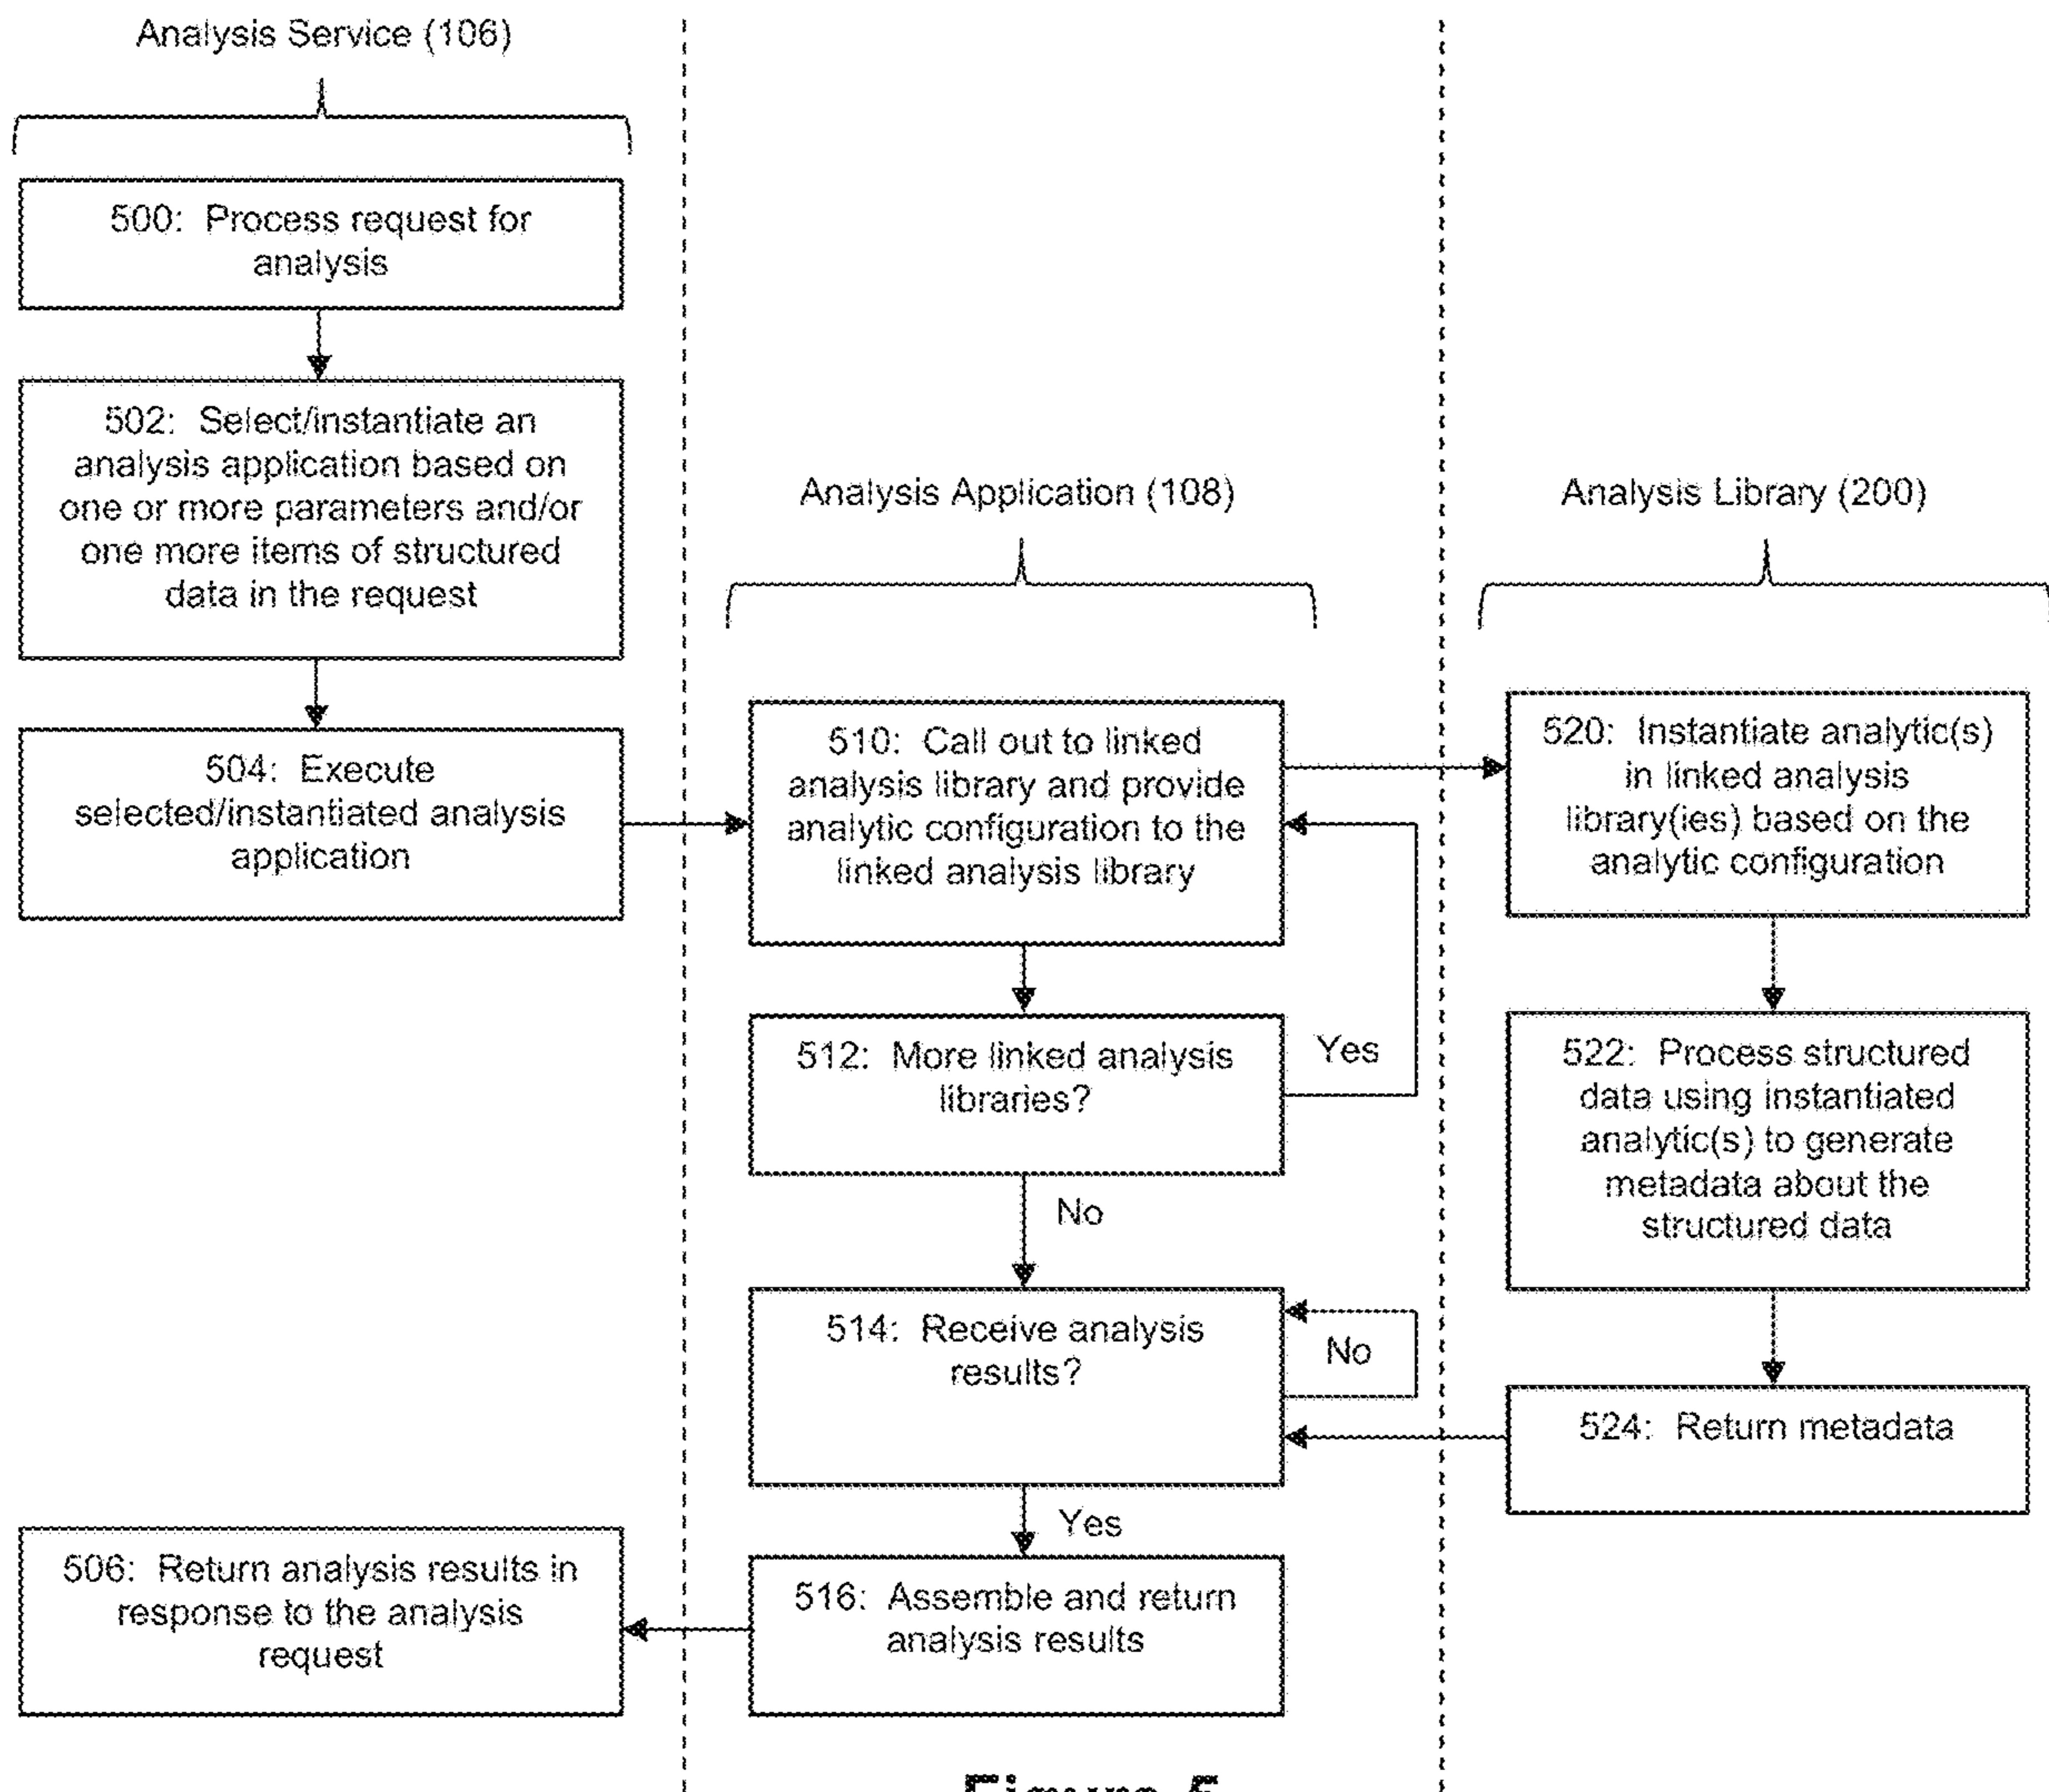 Analysis Service (106)
500: Process request for
analysis
502: Select/instantiate an
analysis application based on
one or more parameters and/or
one more items of structured
data in the request
504: Execute
selected/instantiated analysis
application
506: Return analysis results in
response to the analysis
request
Analysis Application (108)
510: Call out to linked
analysis library and provide
analytic configuration to the
linked analysis library
512: More linked analysis
libraries?
Yes
No
514: Receive analysis
results?
No
Yes
516: Assemble and return
analysis results
Analysis Library (200)
520: Instantiate analytic(s)
in linked analysis
library(ies) based on the
analytic configuration
522: Process structured
data using instantiated
analytic(s) to generate
metadata about the
structured data
524: Return metadata
Figure 5